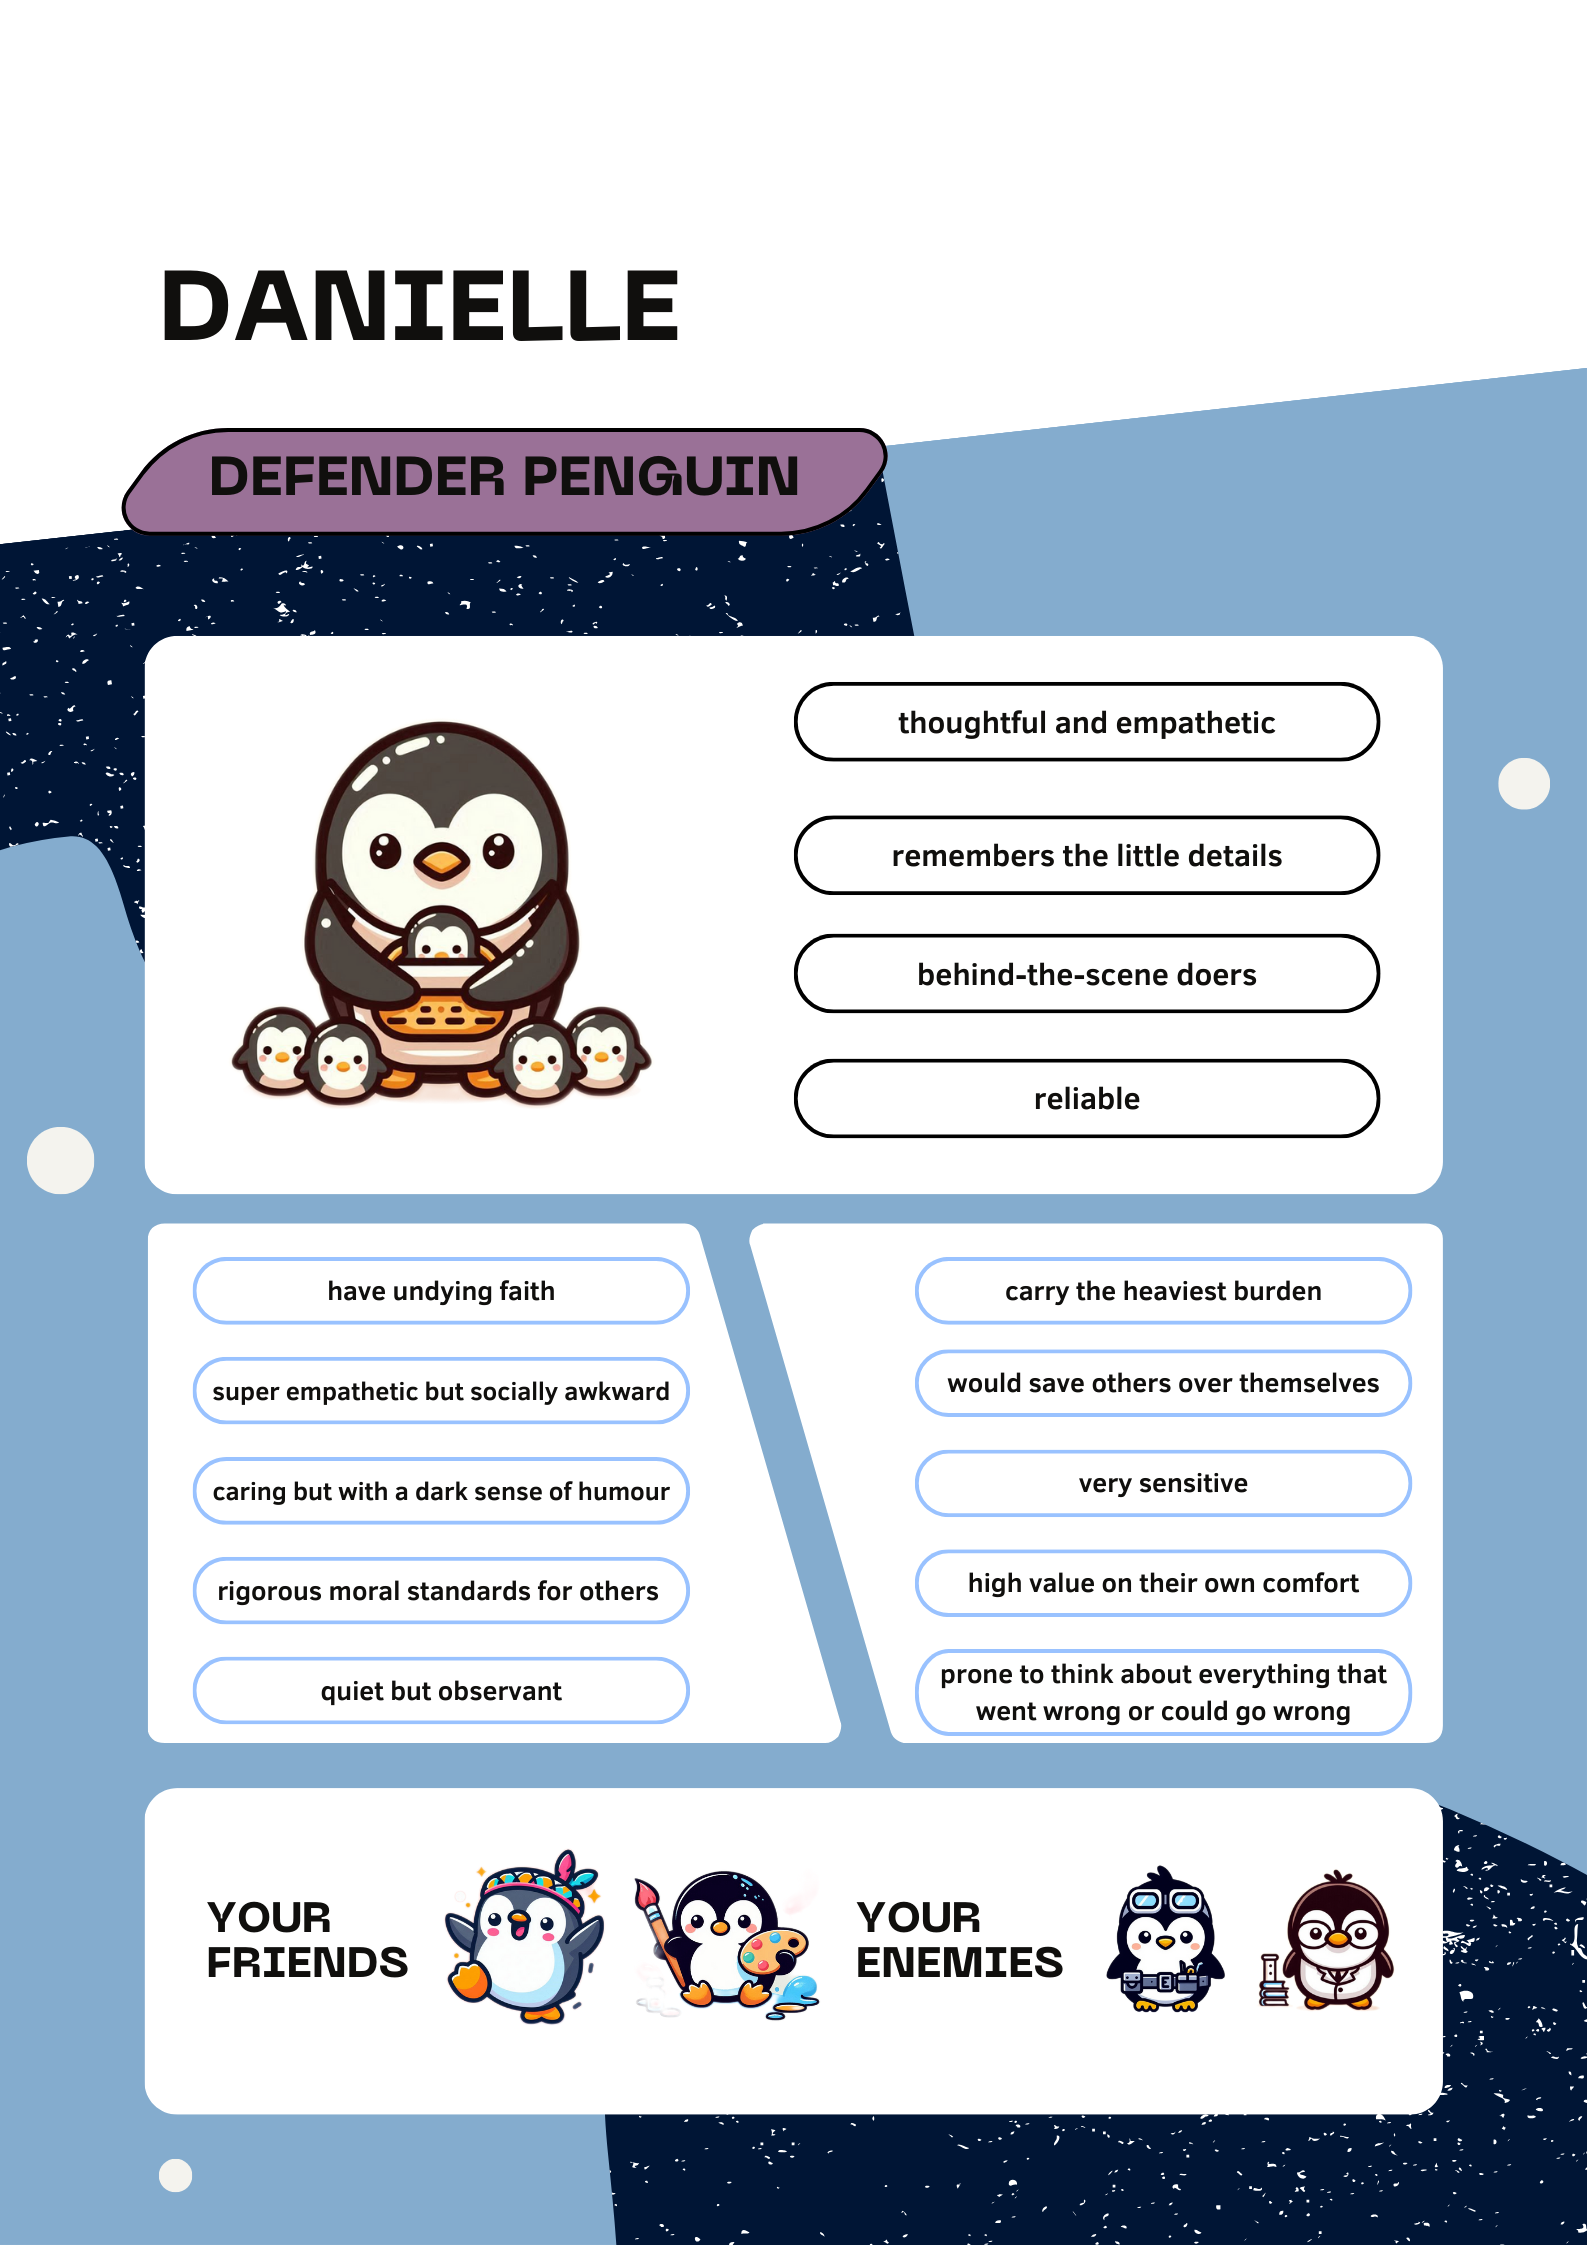 DANIELLE
DEFENDER PENGUIN
thoughtful and empathetic
remembers the little details
behind-the-scene doers
reliable
have undying faith
super empathetic but socially awkward
caring but with a dark sense of humour
rigorous moral standards for others
quiet but observant
carry the heaviest burden
would save others over themselves
very sensitive
high value on their own comfort
prone to think about everything that
went wrong or could go wrong
YOUR
FRIENDS
YOUR
ENEMIES
E